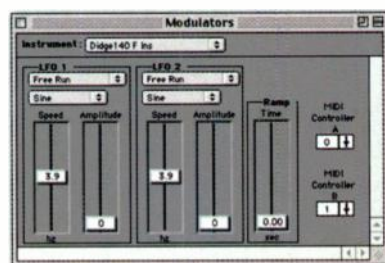 Modulators
Instrument: Didge140 F Ins
LFO 1
Free Run
Sine
Speed
Amplitude
3.9
0
hz
LFO 2
Free Run
Sine
Speed
Amplitude
3.9
0
hz
Ramp
Time
0.00
sec
MIDI
Controller
A
0
MIDI
Controller
B
1